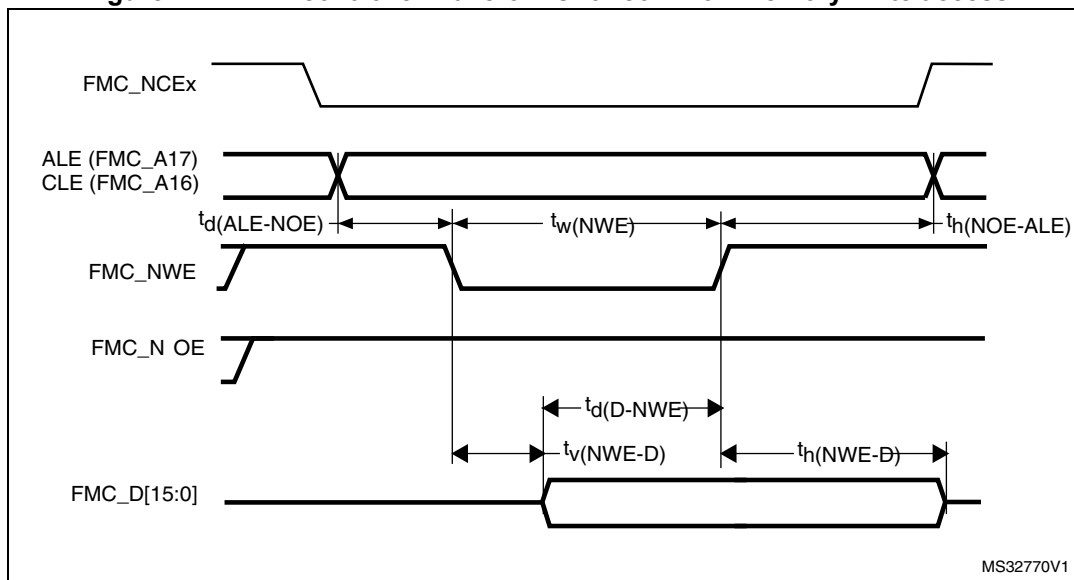 FMC_NCEx
ALE (FMC_A17)
CLE (FMC_A16)
td(ALE-NOE)
tw(NWE)
th(NOE-ALE)
FMC_NWE
FMC_N OE
td(D-NWE)
tv(NWE-D)
th(NWE-D)
FMC_D[15:0]
MS32770V1